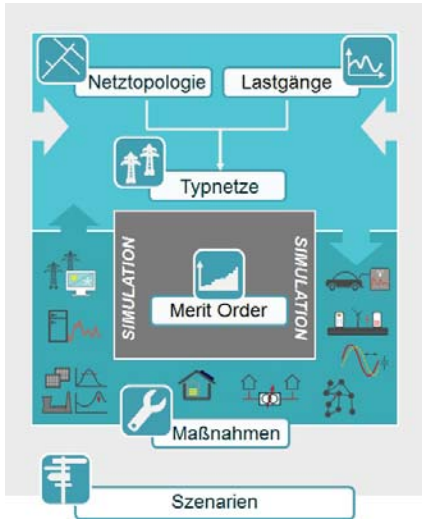 Netztopologie
Lastgänge
Typnetze
SIMULATION
SIMULATION
Merit Order
Maßnahmen
Szenarien